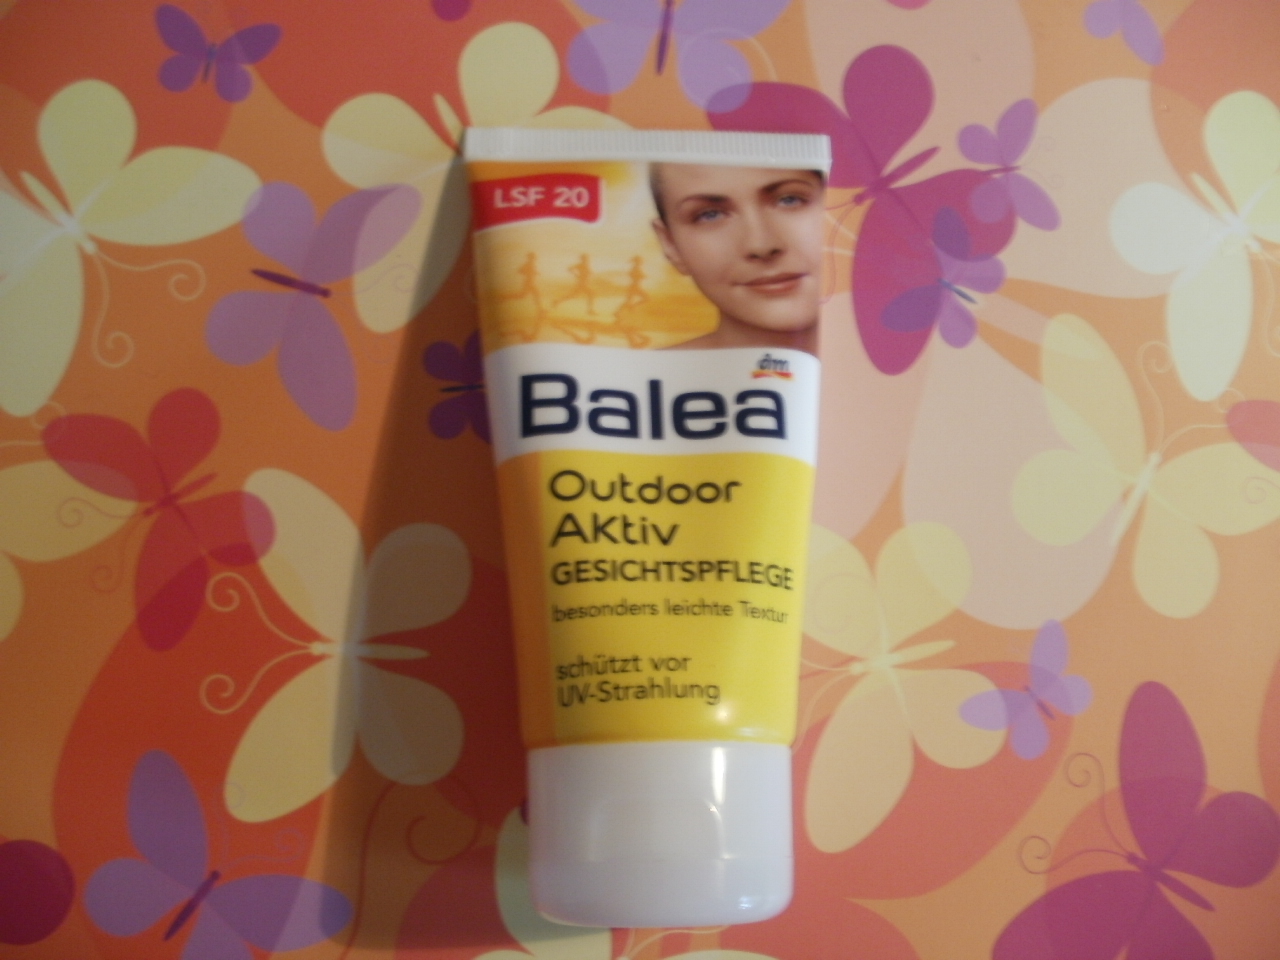 LSF 20
dm
Balea
Outdoor
Aktiv
GESICHTSPFLEGE
besonders leichte Textur
schützt vor
UV-Strahlung